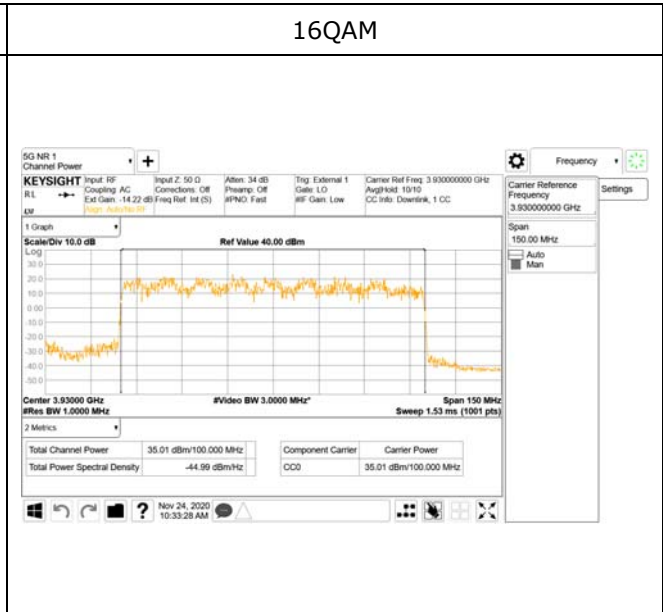 16QAM
5G NR 1
Channel Power
Frequency
KEYSIGHT
RL
Input: RF
Coupling: AC
Ext Gain: -14.22 dB
Align: Auto/No RF
Input Z: 50 Ω
Corrections: Off
Freq Ref: Int (S)
Atten: 34 dB
Preamp: Off
#PNO: Fast
Trig: External 1
Gate: LO
#IF Gain: Low
Carrier Ref Freq: 3.930000000 GHz
Avg|Hold: 10/10
CC Info: Downlink, 1 CC
Carrier Reference
Frequency
3.930000000 GHz
Settings
Span
150.00 MHz
Auto
Man
1 Graph
Scale/Div 10.0 dB
Ref Value 40.00 dBm
Log
30.0
20.0
10.0
0.00
-10.0
-20.0
-30.0
-40.0
-50.0
Center 3.93000 GHz
#Video BW 3.0000 MHz*
Span 150 MHz
#Res BW 1.0000 MHz
Sweep 1.53 ms (1001 pts)
2 Metrics
Total Channel Power
35.01 dBm/100.000 MHz
Total Power Spectral Density
-44.99 dBm/Hz
Component Carrier
Carrier Power
CC0
35.01 dBm/100.000 MHz
Nov 24, 2020
10:33:28 AM